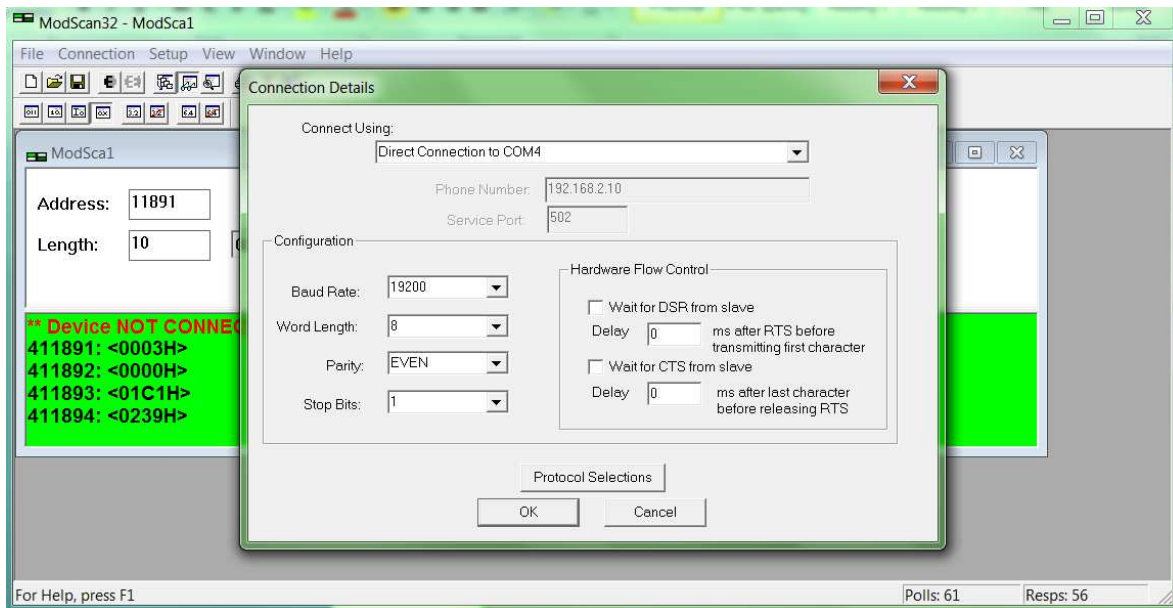 ModScan32 - ModSca1
File Connection Setup View Window Help
Connection Details
Connect Using:
Direct Connection to COM4
ModSca1
Phone Number: 192.168.2.10
Service Port: 502
Address: 11891
Length: 10
Configuration
Baud Rate: 19200
Word Length: 8
Parity: EVEN
Stop Bits: 1
Hardware Flow Control
Wait for DSR from slave
Delay 0 ms after RTS before
transmitting first character
Wait for CTS from slave
Delay 0 ms after last character
before releasing RTS
** Device NOT CONNEC
411891: <0003H>
411892: <0000H>
411893: <01C1H>
411894: <0239H>
Protocol Selections
OK Cancel
For Help, press F1 Polls: 61 Resps: 56